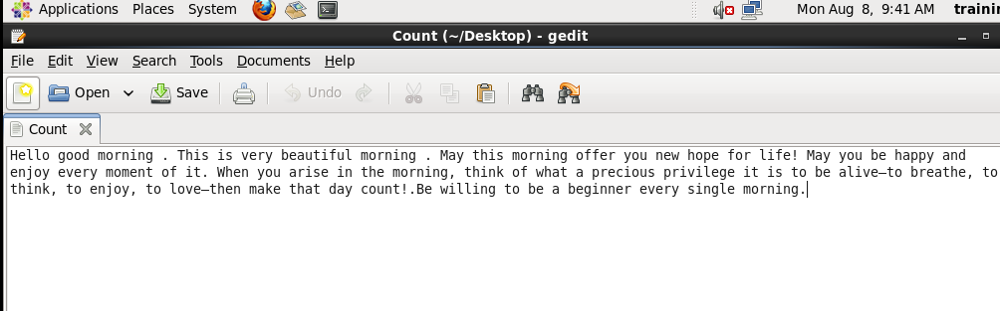 Applications Places System Mon Aug 8, 9:41 AM
Count (~/Desktop) - gedit
File Edit View Search Tools Documents Help
Open Save Undo
Count
Hello good morning . This is very beautiful morning . May this morning offer you new hope for life! May you be happy and
enjoy every moment of it. When you arise in the morning, think of what a precious privilege it is to be alive—to breathe, to
think, to enjoy, to love—then make that day count!.Be willing to be a beginner every single morning.